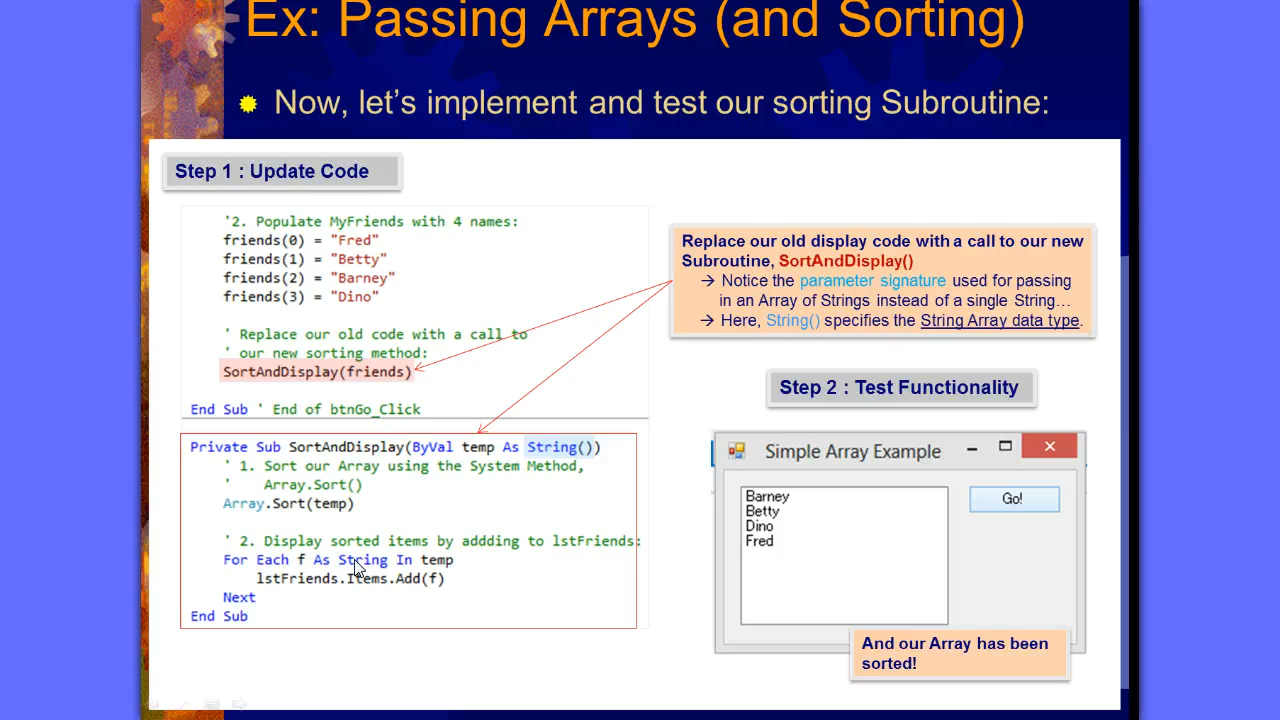 Ex: Passing Arrays (and Sorting)
Now, let's implement and test our sorting Subroutine:
Step 1 : Update Code
'2. Populate MyFriends with 4 names:
friends(0) = "Fred"
friends(1) = "Betty"
friends(2) = "Barney"
friends(3) = "Dino"
' Replace our old code with a call to
' our new sorting method:
SortAndDisplay(friends)
End Sub ' End of btnGo_Click
Private Sub SortAndDisplay(ByVal temp As String())
' 1. Sort our Array using the System Method,
' Array.Sort()
Array.Sort(temp)
' 2. Display sorted items by addding to lstFriends:
For Each f As String In temp
lstFriends.Items.Add(f)
Next
End Sub
Replace our old display code with a call to our new
Subroutine, SortAndDisplay()
→ Notice the parameter signature used for passing
in an Array of Strings instead of a single String…
→ Here, String() specifies the String Array data type.
Step 2 : Test Functionality
Simple Array Example
Barney
Betty
Dino
Fred
Go!
And our Array has been
sorted!